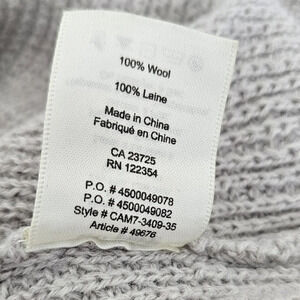 100% Wool
100% Laine
Made in China
Fabriqué en Chine
CA 23725
RN 122354
P.O. # 4500049078
P.O. # 4500049082
Style # CAM7-3409-35
Article # 49676